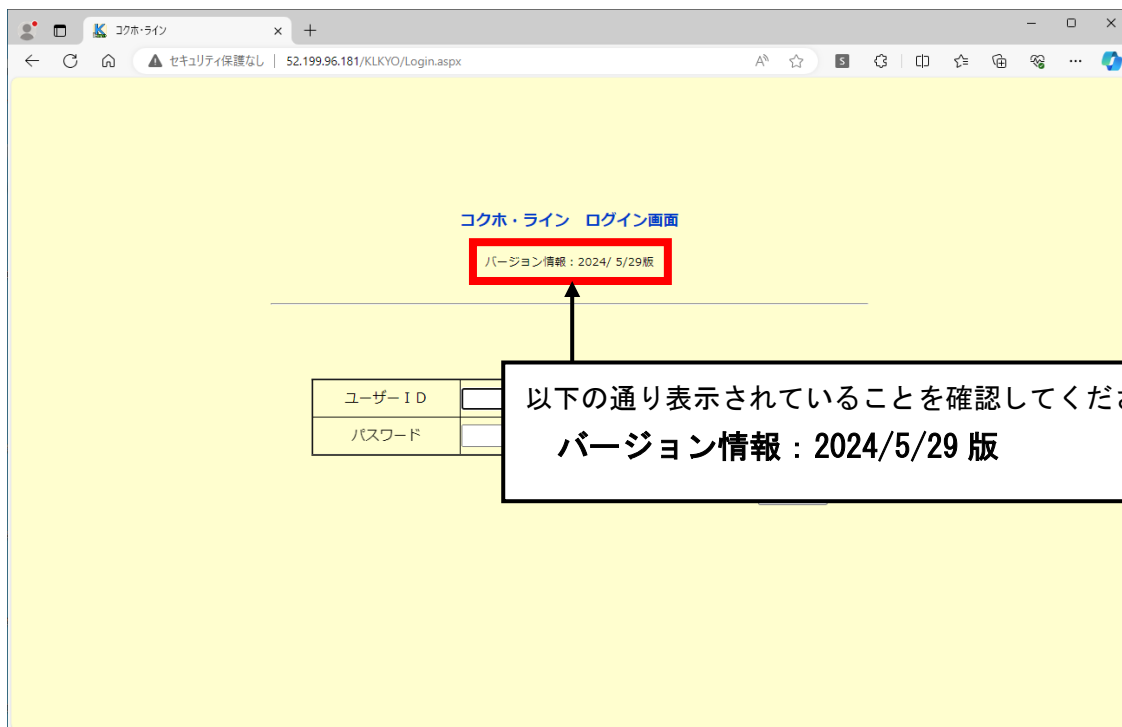 コクホ・ライン
セキュリティ保護なし | 52.199.96.181/KLKYO/Login.aspx
コクホ・ライン ログイン画面
バージョン情報：2024/ 5/29版
ユーザーＩＤ
パスワード
以下の通り表示されていることを確認してくださ
バージョン情報：2024/5/29 版